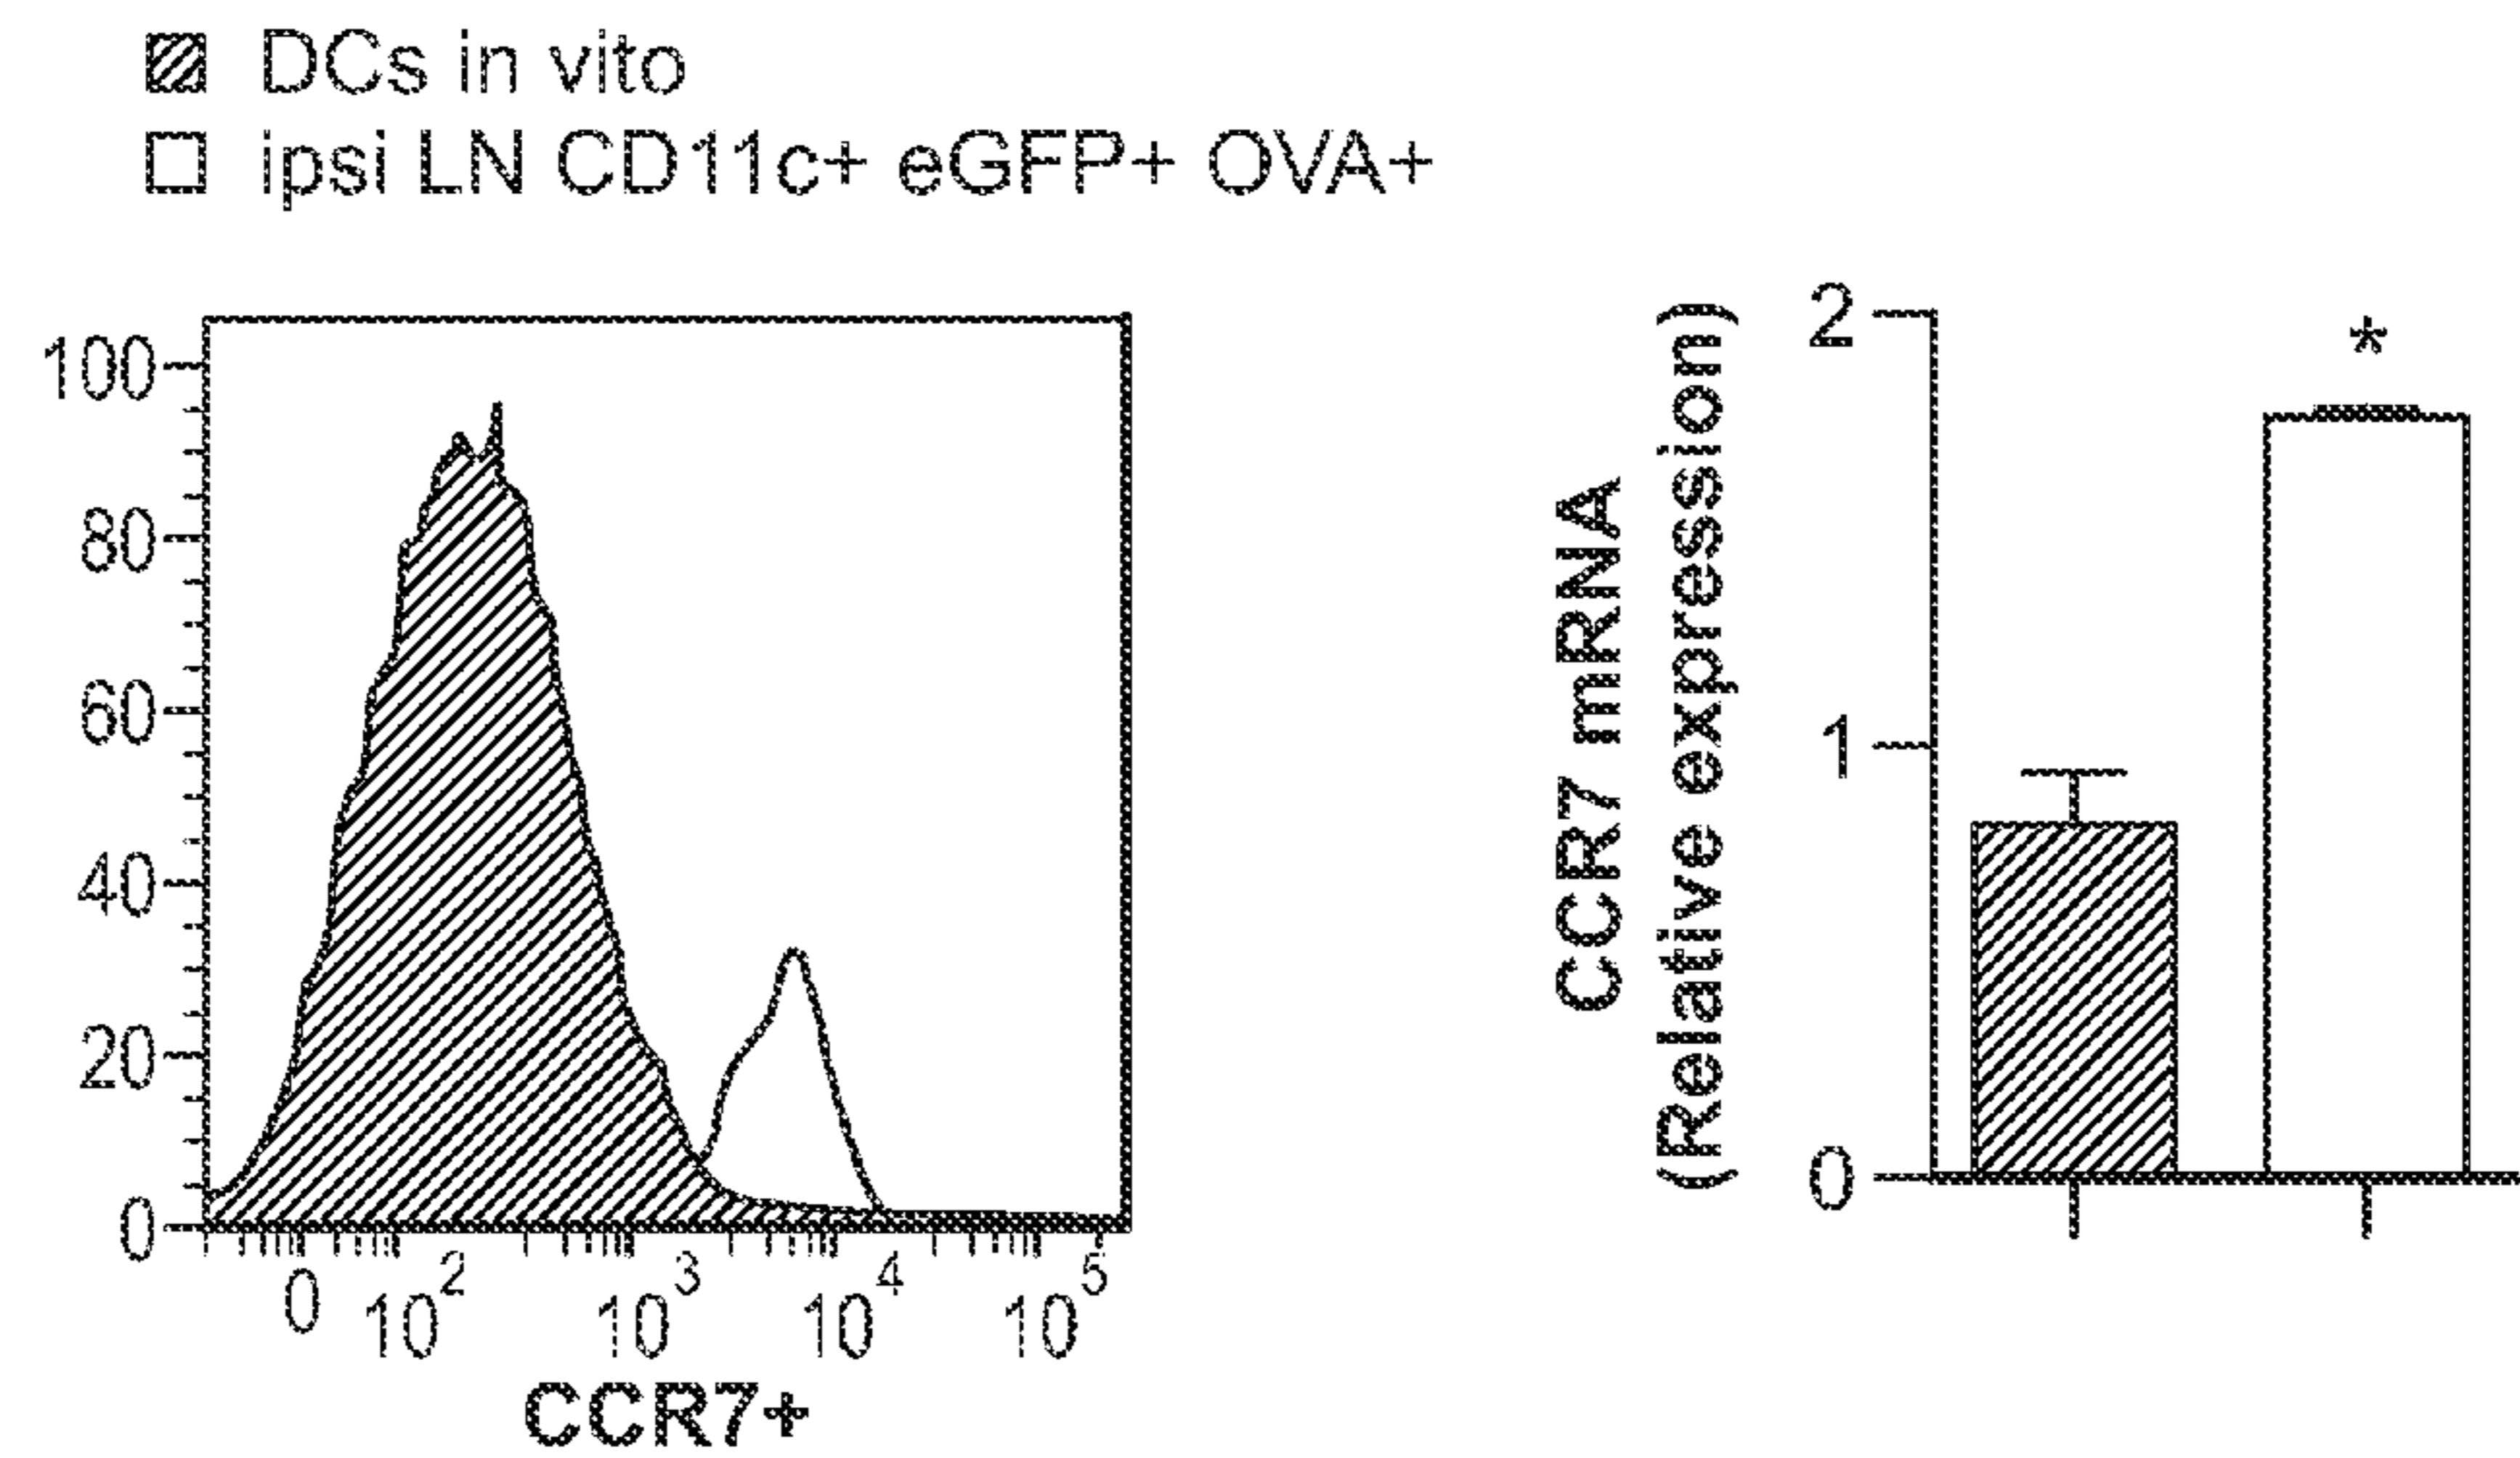 DCs in vito
ipsi LN CD11c+ eGFP+ OVA+
100
80
60
40
20
0
0 10² 10³ 10⁴ 10⁵
CCR7+
CCR7 mRNA
(Relative expression)
2
1
0
*